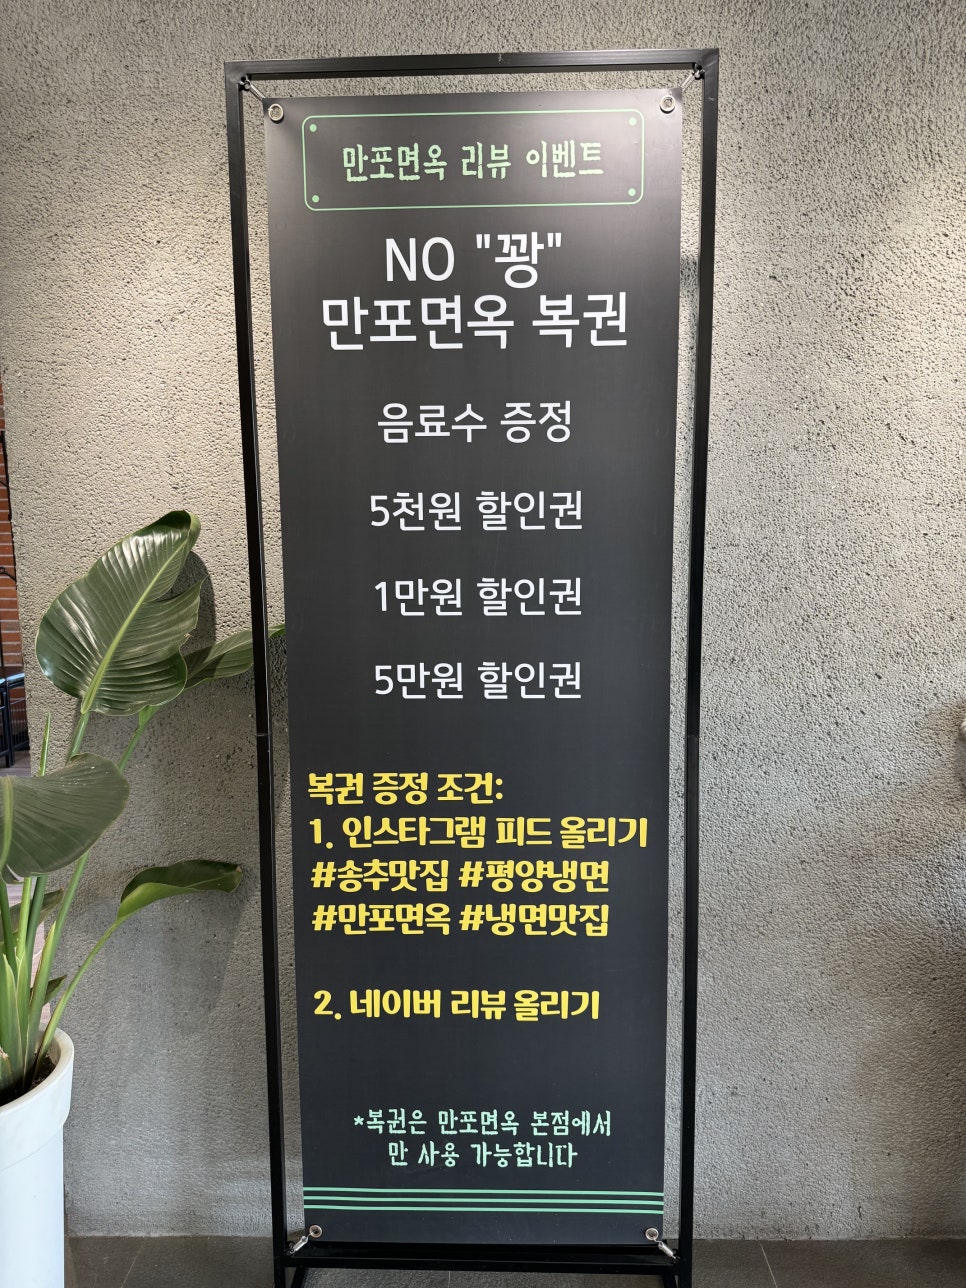 만포면옥 리뷰 이벤트
NO "꽝"
만포면옥 복권
음료수 증정
5천원 할인권
1만원 할인권
5만원 할인권
복권 증정 조건:
1. 인스타그램 피드 올리기
#송추맛집 #평양냉면
#만포면옥 #냉면맛집
2. 네이버 리뷰 올리기
*복권은 만포면옥 본점에서
만 사용 가능합니다